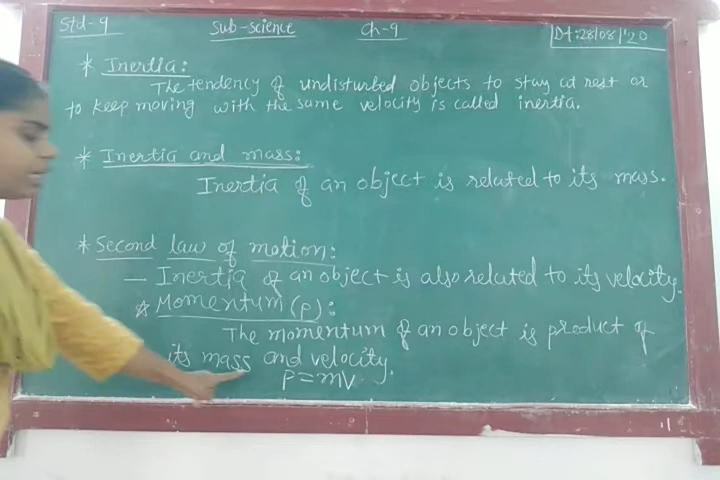 Std-9 Sub-science Ch-9 Dt:28/08/'20
* Inertia:
The tendency of undisturbed objects to stay at rest or
to keep moving with the same velocity is called inertia.
* Inertia and mass:
Inertia of an object is related to its mass.
* Second law of motion:
— Inertia of an object is also related to its velocity.
* Momentum (p):
The momentum of an object is product of
its mass and velocity.
P = mv